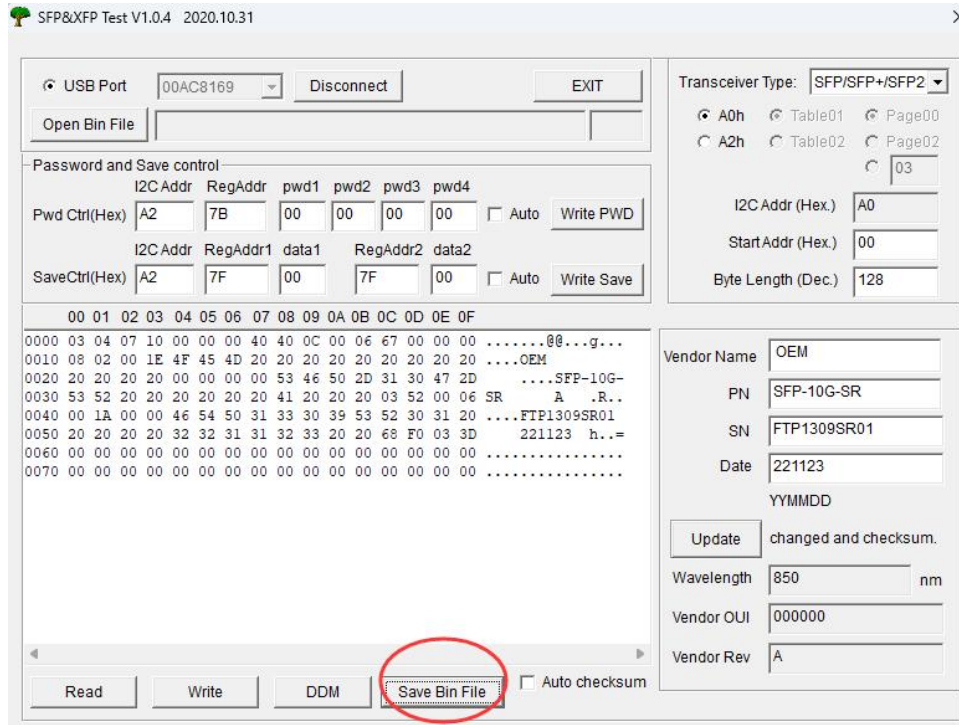 SFP&XFP Test V1.0.4 2020.10.31
USB Port 00AC8169 Disconnect EXIT
Open Bin File
Password and Save control
I2C Addr RegAddr pwd1 pwd2 pwd3 pwd4
Pwd Ctrl(Hex) A2 7B 00 00 00 00 Auto Write PWD
I2C Addr RegAddr1 data1 RegAddr2 data2
SaveCtrl(Hex) A2 7F 00 7F 00 Auto Write Save
Transceiver Type: SFP/SFP+/SFP2
A0h Table01 Page00
A2h Table02 Page02
03
I2C Addr (Hex.) A0
Start Addr (Hex.) 00
Byte Length (Dec.) 128
00 01 02 03 04 05 06 07 08 09 0A 0B 0C 0D 0E 0F
0000 03 04 07 10 00 00 00 40 40 0C 00 06 67 00 00 00 .......@@...g...
0010 08 02 00 1E 4F 45 4D 20 20 20 20 20 20 20 20 20 ....OEM
0020 20 20 20 20 00 00 00 00 53 46 50 2D 31 30 47 2D ....SFP-10G-
0030 53 52 20 20 20 20 20 20 41 20 20 20 03 52 00 06 SR A .R..
0040 00 1A 00 00 46 54 50 31 33 30 39 53 52 30 31 20 ....FTP1309SR01
0050 20 20 20 20 32 32 31 31 32 33 20 20 68 F0 03 3D 221123 h..=
0060 00 00 00 00 00 00 00 00 00 00 00 00 00 00 00 00 ................
0070 00 00 00 00 00 00 00 00 00 00 00 00 00 00 00 00 ................
Vendor Name OEM
PN SFP-10G-SR
SN FTP1309SR01
Date 221123
YYMMDD
Update changed and checksum.
Wavelength 850 nm
Vendor OUI 000000
Vendor Rev A
Read Write DDM Save Bin File Auto checksum